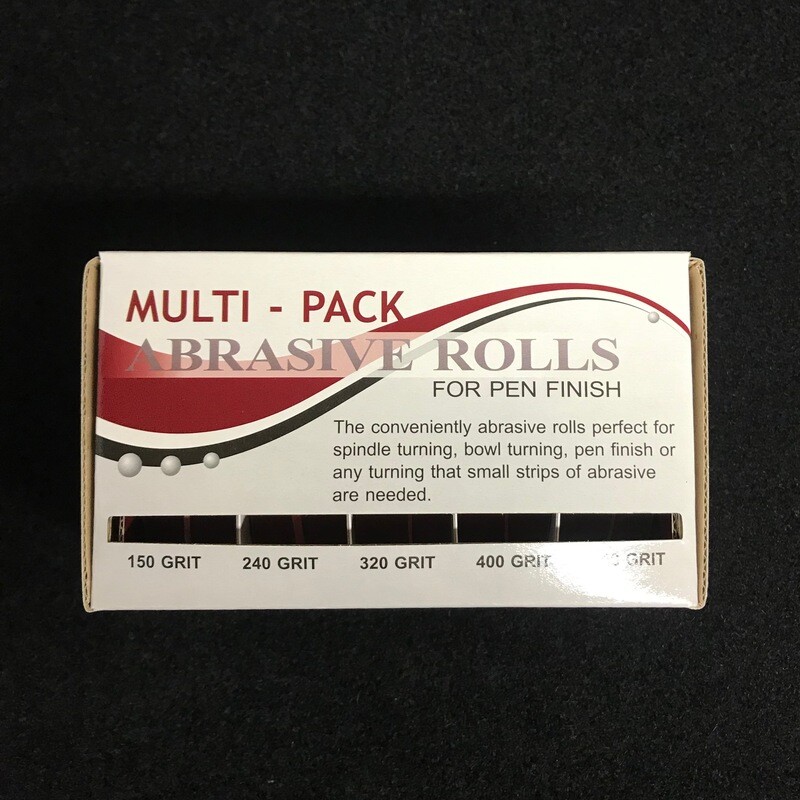 MULTI - PACK
ABRASIVE ROLLS
FOR PEN FINISH
The conveniently abrasive rolls perfect for
spindle turning, bowl turning, pen finish or
any turning that small strips of abrasive
are needed.
150 GRIT 240 GRIT 320 GRIT 400 GRIT GRIT